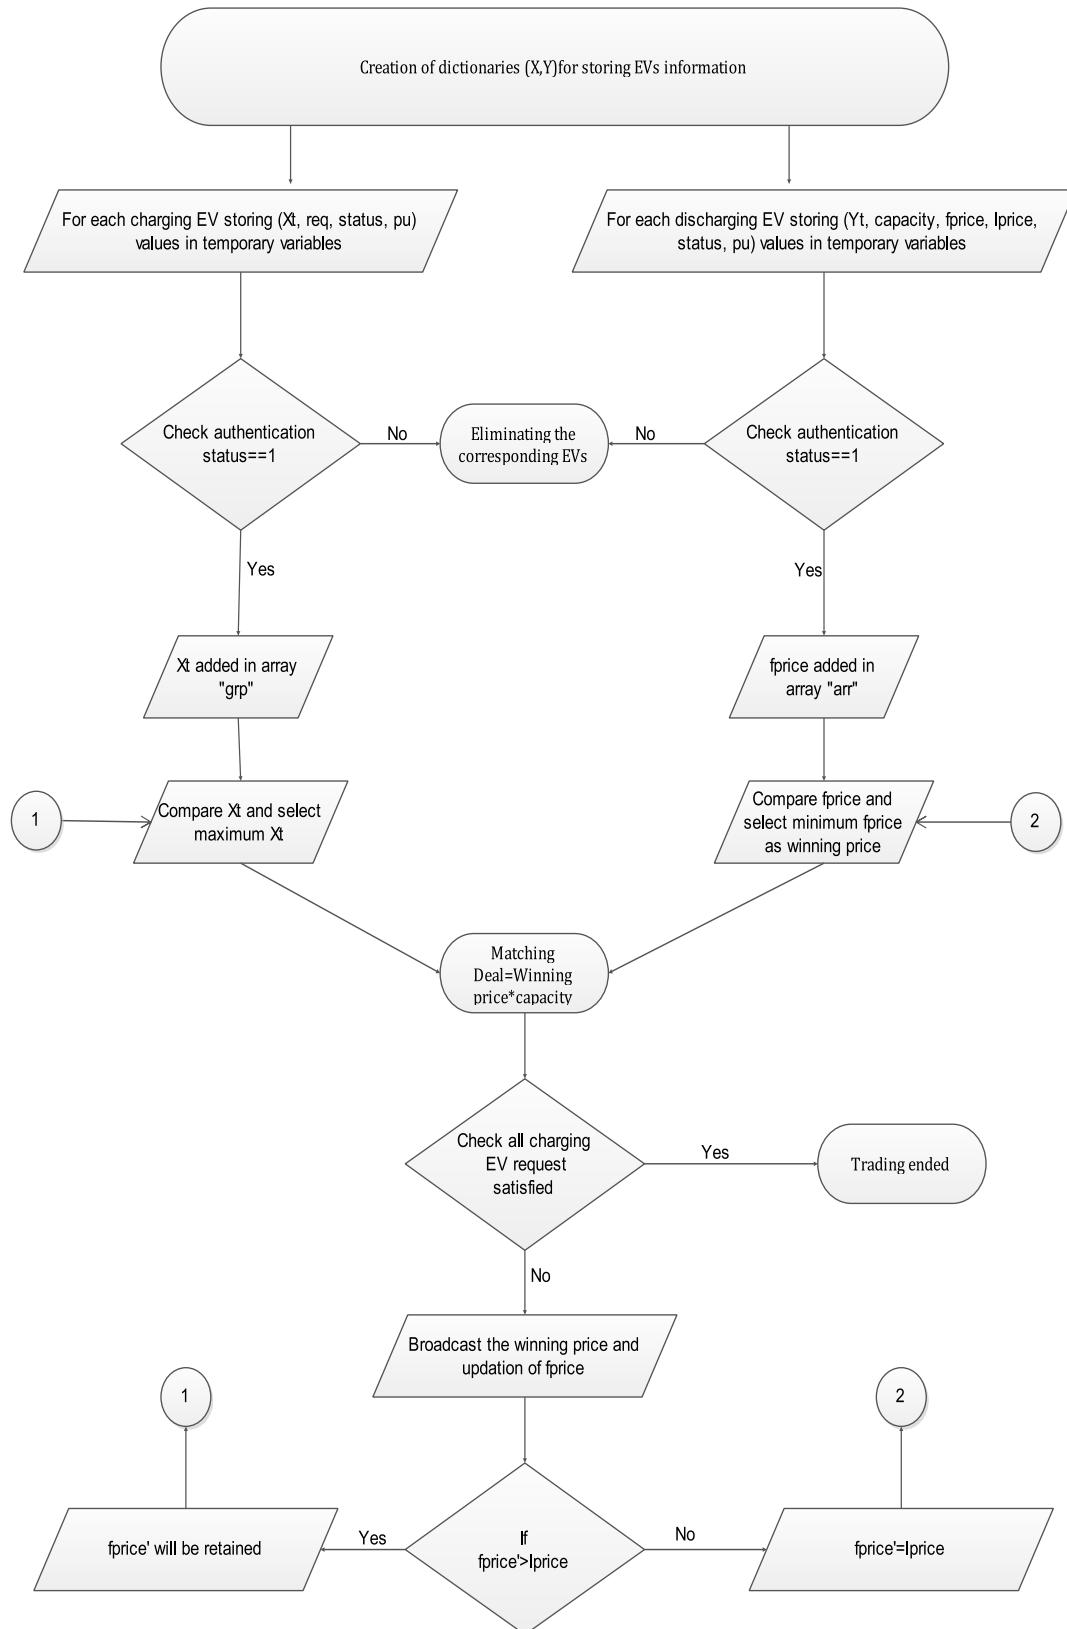 Creation of dictionaries (X,Y)for storing EVs information
For each charging EV storing (Xt, req, status, pu)
values in temporary variables
For each discharging EV storing (Yt, capacity, fprice, lprice,
status, pu) values in temporary variables
Check authentication
status==1
No
Eliminating the
corresponding EVs
No
Check authentication
status==1
Yes
Yes
Xt added in array
"grp"
fprice added in
array "arr"
1
Compare Xt and select
maximum Xt
Compare fprice and
select minimum fprice
as winning price
2
Matching
Deal=Winning
price*capacity
Check all charging
EV request
satisfied
Yes
Trading ended
No
Broadcast the winning price and
updation of fprice
1
2
fprice' will be retained
Yes
If
fprice'>lprice
No
fprice'=lprice